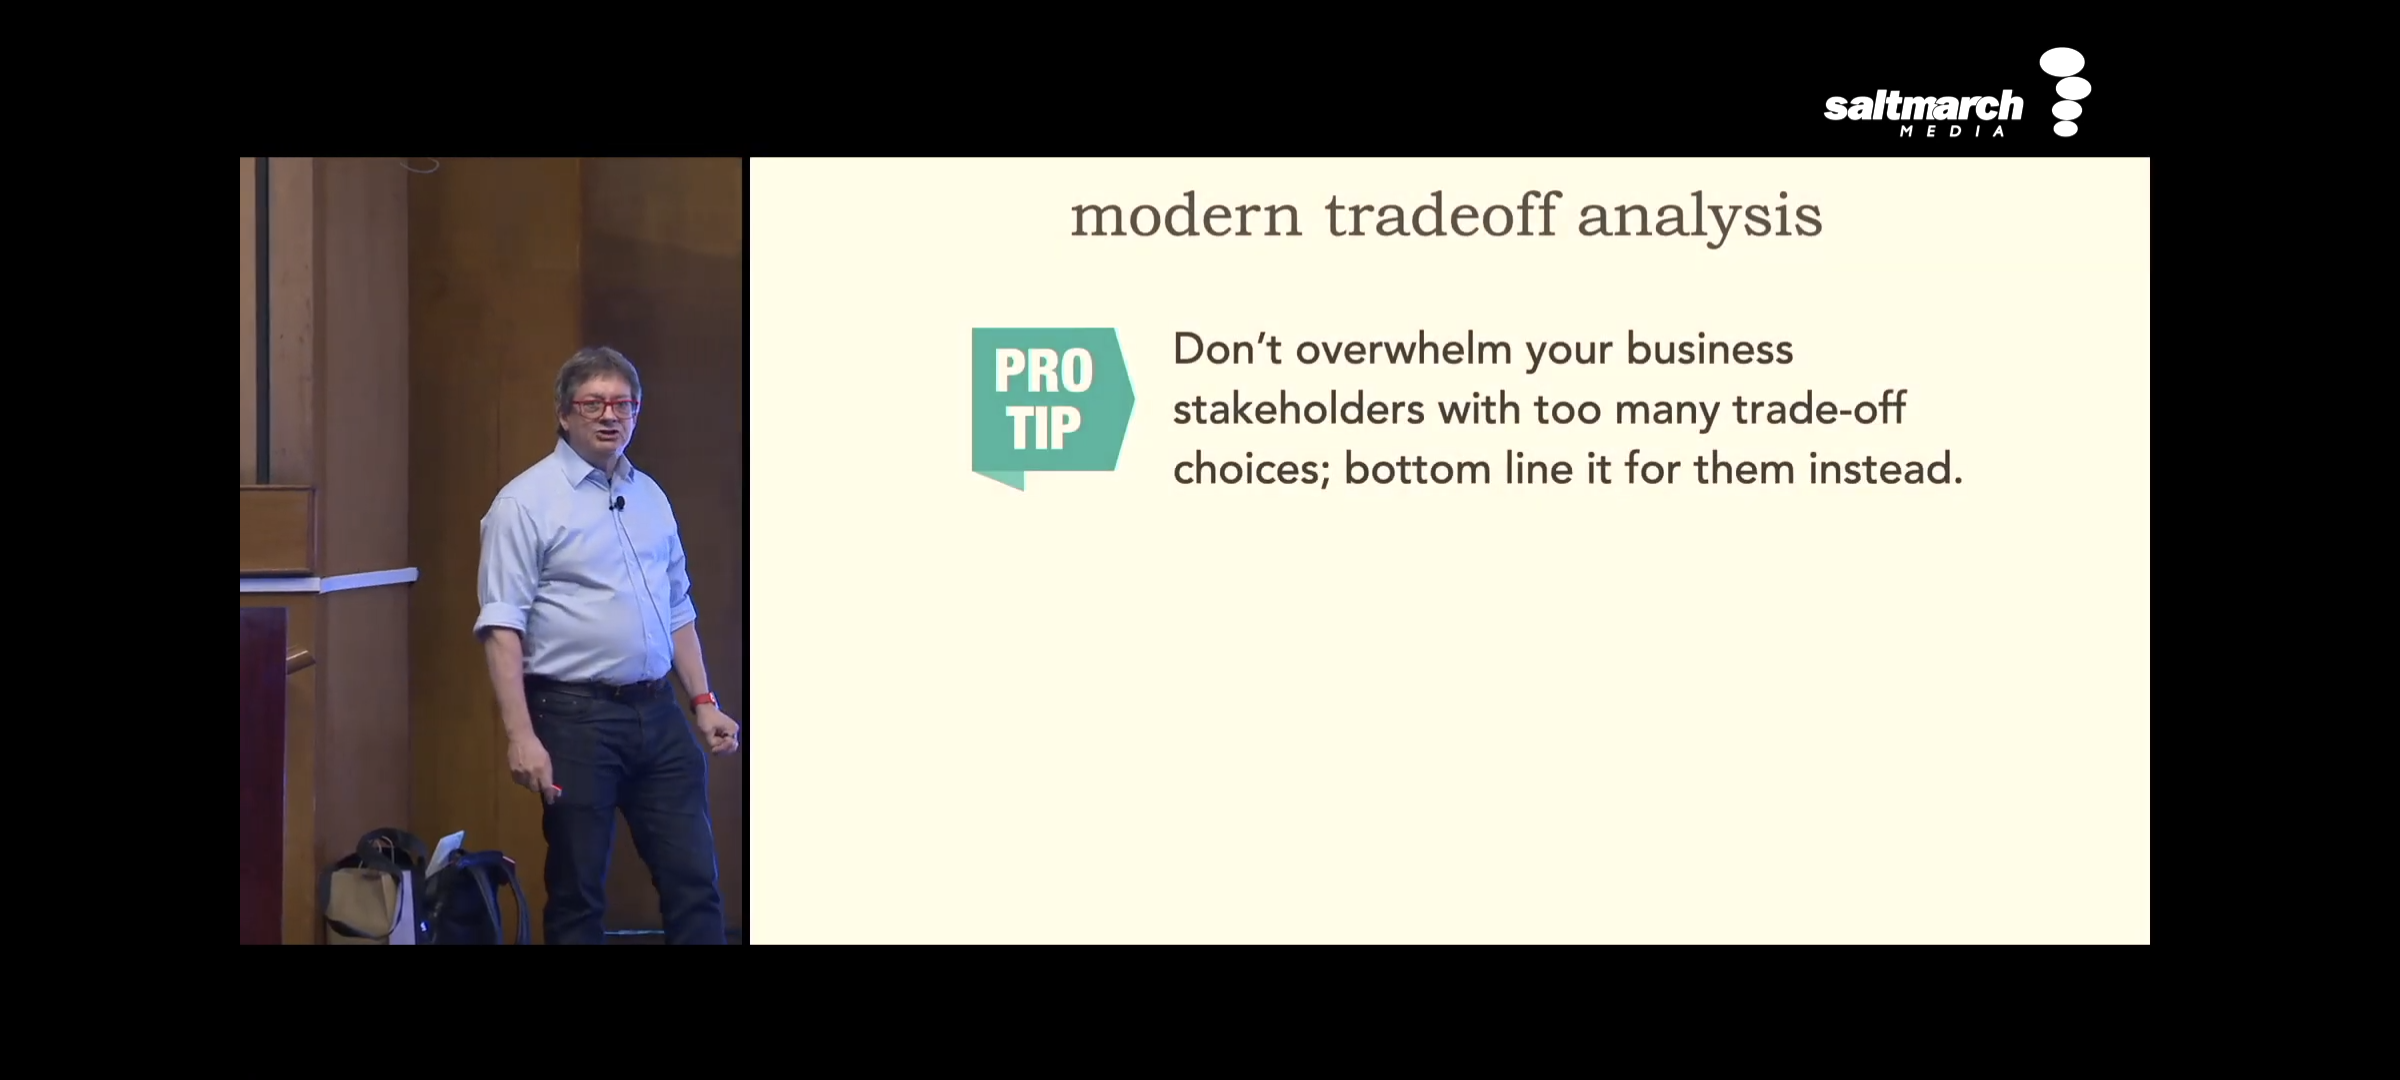 saltmarch
MEDIA
modern tradeoff analysis
PRO
TIP
Don’t overwhelm your business
stakeholders with too many trade-off
choices; bottom line it for them instead.